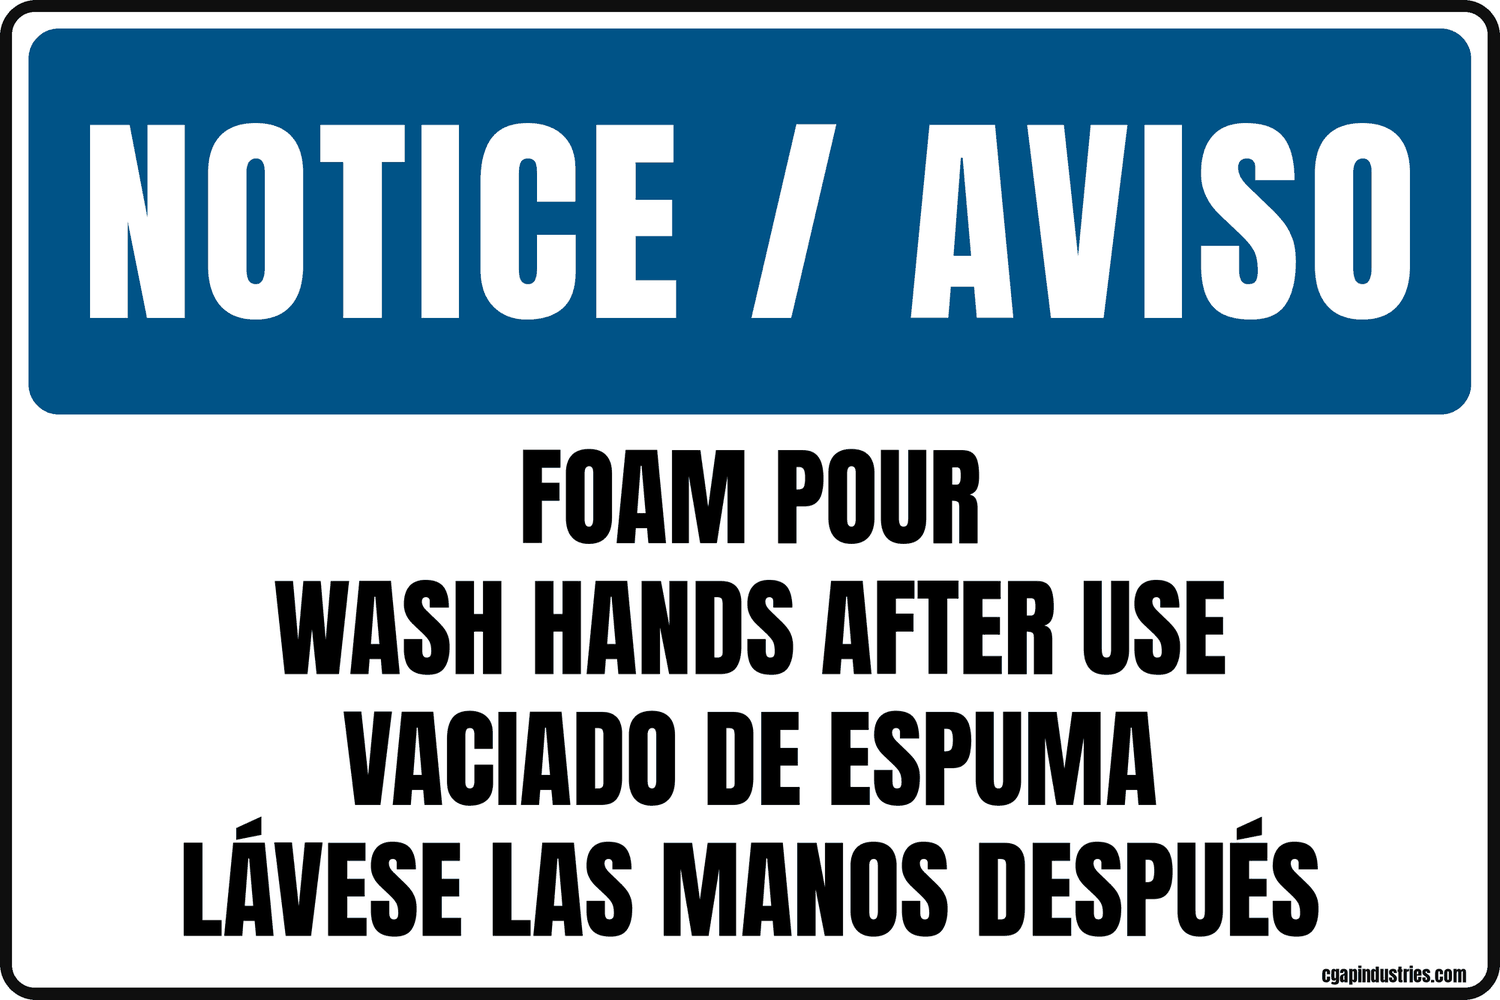 NOTICE / AVISO
FOAM POUR
WASH HANDS AFTER USE
VACIADO DE ESPUMA
LÁVESE LAS MANOS DESPUÉS
cgapindustries.com